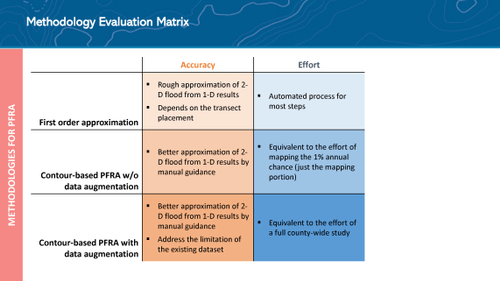 Methodology Evaluation Matrix
METHODOLOGIES FOR PFRA
Accuracy
Effort
First order approximation
▪ Rough approximation of 2-
D flood from 1-D results
▪ Depends on the transect
placement
▪ Automated process for
most steps
Contour-based PFRA w/o
data augmentation
▪ Better approximation of 2-
D flood from 1-D results by
manual guidance
▪ Equivalent to the effort of
mapping the 1% annual
chance (just the mapping
portion)
Contour-based PFRA with
data augmentation
▪ Better approximation of 2-
D flood from 1-D results by
manual guidance
▪ Address the limitation of
the existing dataset
▪ Equivalent to the effort of
a full county-wide study